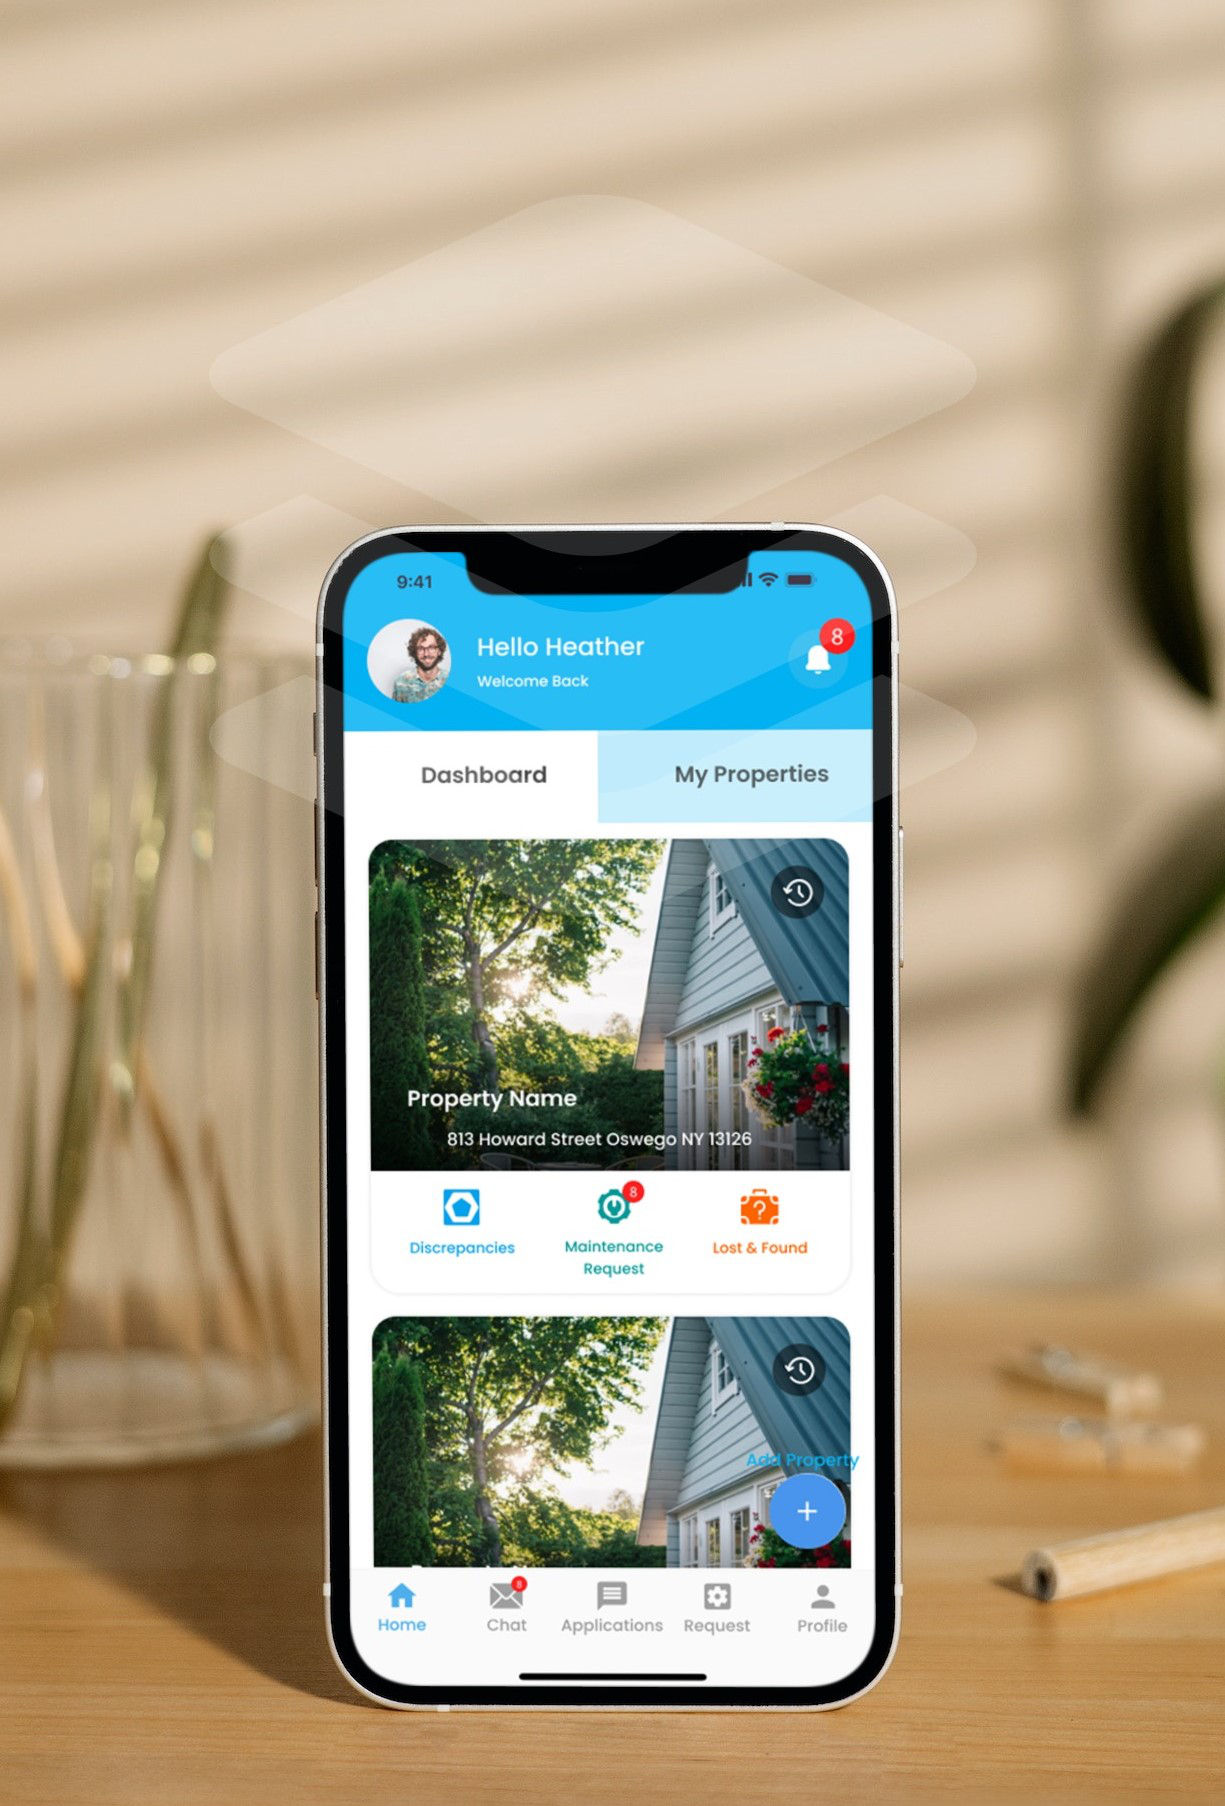 9:41
Hello Heather
8
Welcome Back
Dashboard
My Properties
Property Name
813 Howard Street Oswego NY 13126
8
Discrepancies
Maintenance
Request
?
Lost & Found
Add Property
+
8
Home
Chat
Applications
Request
Profile